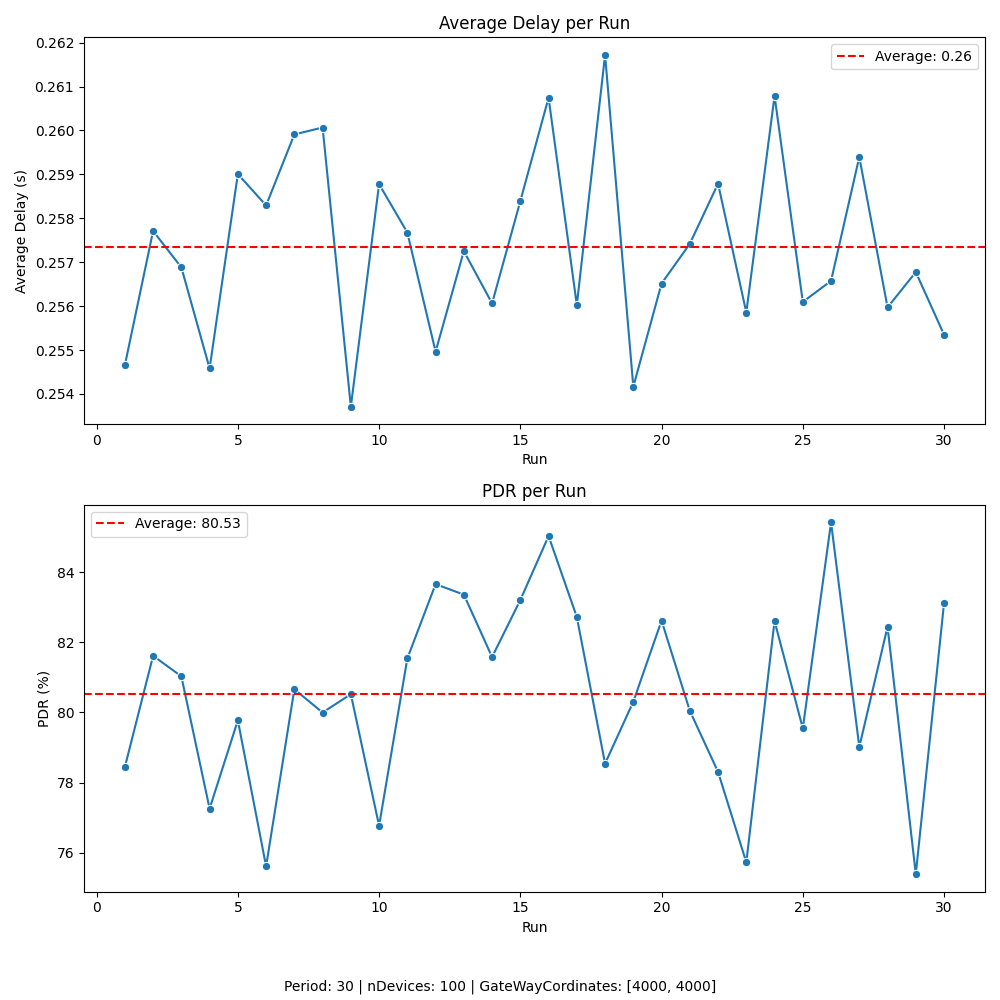 Average Delay per Run
0.262
0.261
0.260
0.259
0.258
0.257
0.256
0.255
0.254
Average Delay (s)
Average: 0.26
0 5 10 15 20 25 30
Run
PDR per Run
84
82
80
78
76
PDR (%)
Average: 80.53
0 5 10 15 20 25 30
Run
Period: 30 | nDevices: 100 | GateWayCordinates: [4000, 4000]